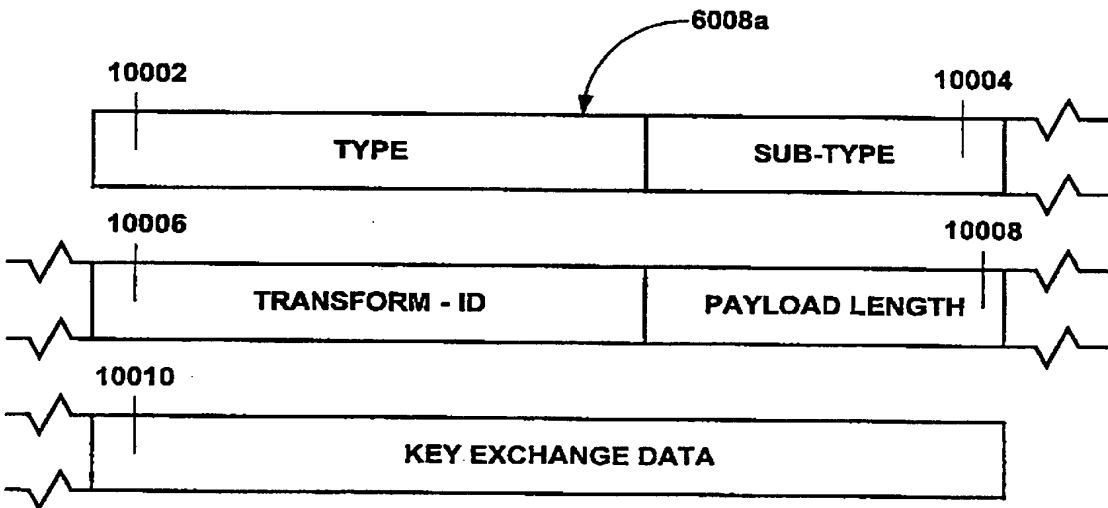 6008a
10002
10004
TYPE
SUB-TYPE
10006
10008
TRANSFORM - ID
PAYLOAD LENGTH
10010
KEY EXCHANGE DATA